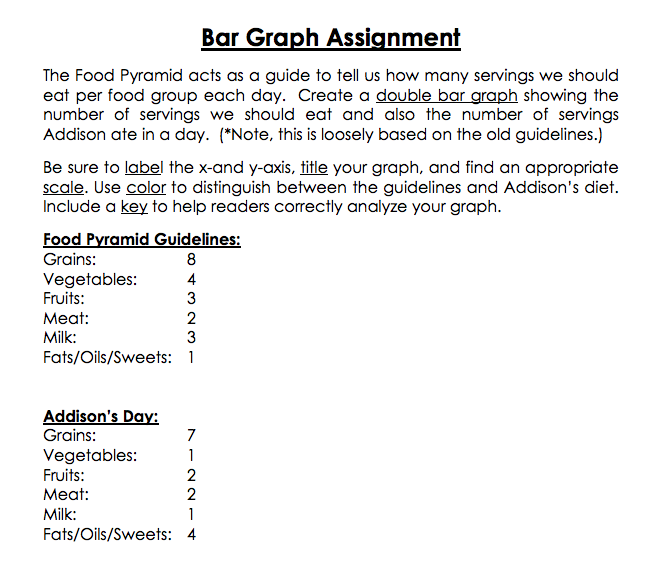 Bar Graph Assignment
The Food Pyramid acts as a guide to tell us how many servings we should
eat per food group each day.  Create a double bar graph showing the
number of servings we should eat and also the number of servings
Addison ate in a day.  (*Note, this is loosely based on the old guidelines.)
Be sure to label the x-and y-axis, title your graph, and find an appropriate
scale. Use color to distinguish between the guidelines and Addison's diet.
Include a key to help readers correctly analyze your graph.
Food Pyramid Guidelines:
Grains: 8
Vegetables: 4
Fruits: 3
Meat: 2
Milk: 3
Fats/Oils/Sweets: 1
Addison's Day:
Grains: 7
Vegetables: 1
Fruits: 2
Meat: 2
Milk: 1
Fats/Oils/Sweets: 4